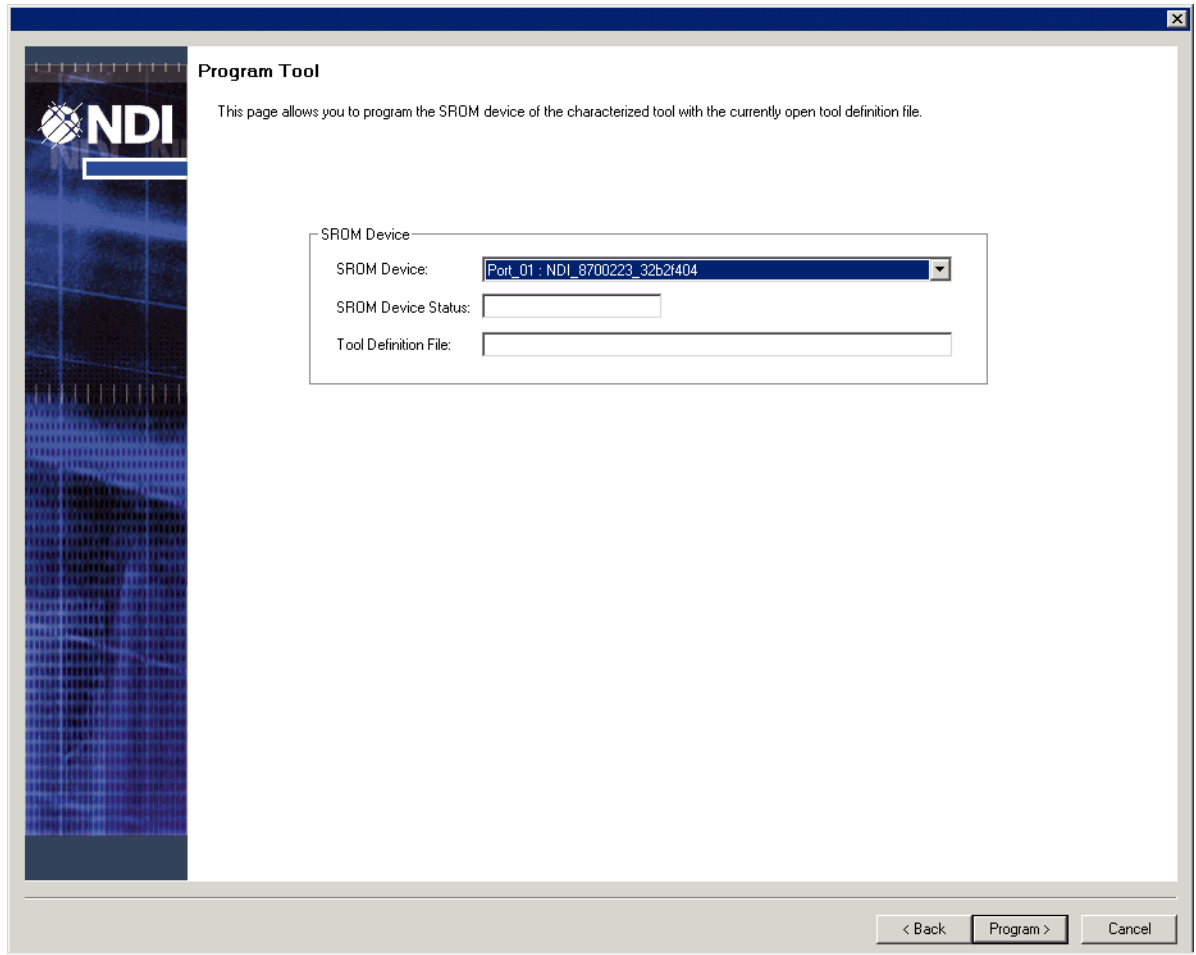 NDI
Program Tool
This page allows you to program the SROM device of the characterized tool with the currently open tool definition file.
SROM Device
SROM Device: Port_01 : NDI_8700223_32b2f404
SROM Device Status:
Tool Definition File:
< Back Program > Cancel